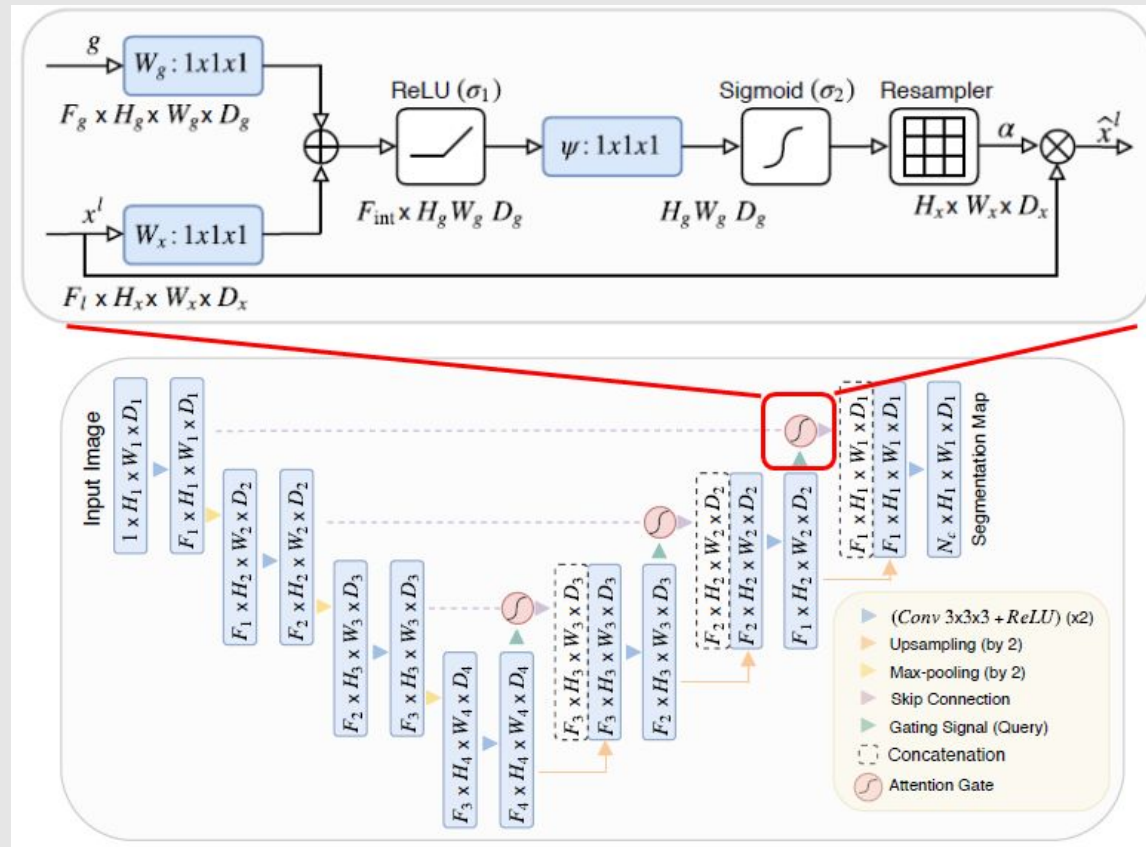 g
W_g : 1x1x1
F_g x H_g x W_g x D_g
x^l
W_x : 1x1x1
F_l x H_x x W_x x D_x
ReLU (σ_1)
F_int x H_g W_g D_g
ψ : 1x1x1
H_g W_g D_g
Sigmoid (σ_2)
Resampler
α
H_x x W_x x D_x
x̂^l
Input Image
1 x H_1 x W_1 x D_1
F_1 x H_1 x W_1 x D_1
F_1 x H_2 x W_2 x D_2
F_2 x H_2 x W_2 x D_2
F_2 x H_3 x W_3 x D_3
F_3 x H_3 x W_3 x D_3
F_3 x H_4 x W_4 x D_4
F_4 x H_4 x W_4 x D_4
F_3 x H_3 x W_3 x D_3
F_3 x H_3 x W_3 x D_3
F_2 x H_3 x W_3 x D_3
F_2 x H_2 x W_2 x D_2
F_2 x H_2 x W_2 x D_2
F_1 x H_2 x W_2 x D_2
F_1 x H_1 x W_1 x D_1
F_1 x H_1 x W_1 x D_1
N_c x H_1 x W_1 x D_1
Segmentation Map
(Conv 3x3x3 + ReLU) (x2)
Upsampling (by 2)
Max-pooling (by 2)
Skip Connection
Gating Signal (Query)
Concatenation
Attention Gate